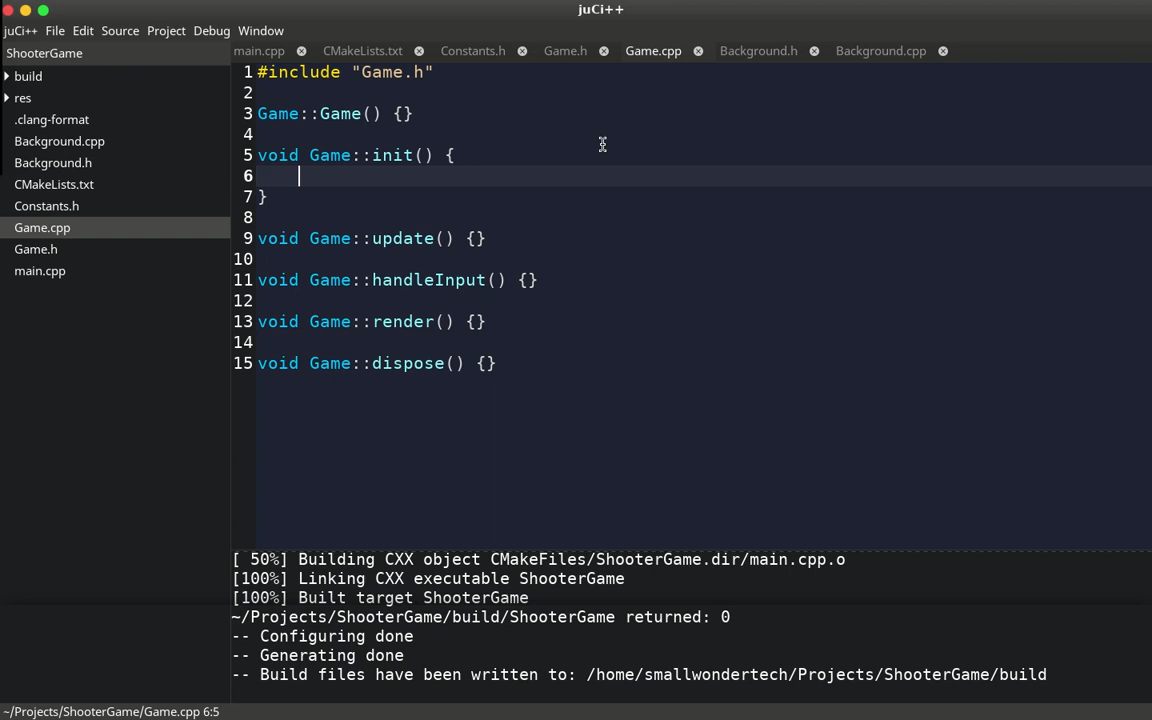 juCi++
juCi++ File Edit Source Project Debug Window
ShooterGame
build
res
.clang-format
Background.cpp
Background.h
CMakeLists.txt
Constants.h
Game.cpp
Game.h
main.cpp
main.cpp CMakeLists.txt Constants.h Game.h Game.cpp Background.h Background.cpp
1 #include "Game.h"
2
3 Game::Game() {}
4
5 void Game::init() {
6
7 }
8
9 void Game::update() {}
10
11 void Game::handleInput() {}
12
13 void Game::render() {}
14
15 void Game::dispose() {}
[ 50%] Building CXX object CMakeFiles/ShooterGame.dir/main.cpp.o
[100%] Linking CXX executable ShooterGame
[100%] Built target ShooterGame
~/Projects/ShooterGame/build/ShooterGame returned: 0
-- Configuring done
-- Generating done
-- Build files have been written to: /home/smallwondertech/Projects/ShooterGame/build
~/Projects/ShooterGame/Game.cpp 6:5